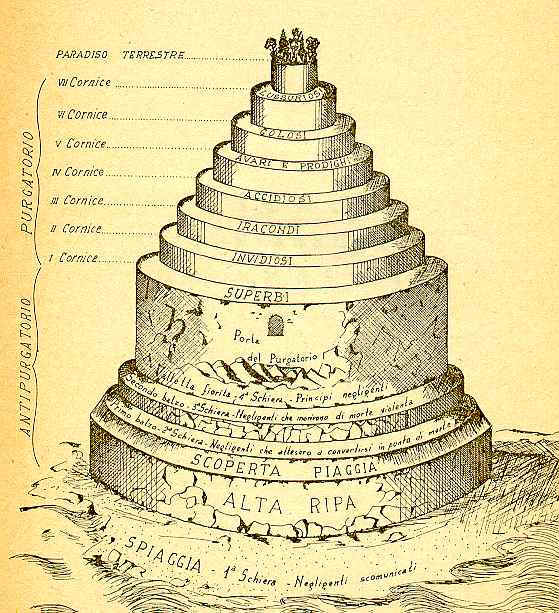 PARADISO TERRESTRE
VII Cornice
LUSSURIOSI
VI Cornice
GOLOSI
V Cornice
AVARI E PRODIGHI
IV Cornice
ACCIDIOSI
III Cornice
IRACONDI
II Cornice
INVIDIOSI
I Cornice
SUPERBI
PURGATORIO
Porta
del Purgatorio
ANTIPURGATORIO
Valletta fiorita - 4ª Schiera - Principi negligenti
Secondo balzo - 3ª Schiera - Negligenti che morirono di morte violenta
Primo balzo - 2ª Schiera - Negligenti che attesero a convertirsi in punto di morte
SCOPERTA PIAGGIA
ALTA RIPA
SPIAGGIA - 1ª Schiera - Negligenti scomunicati